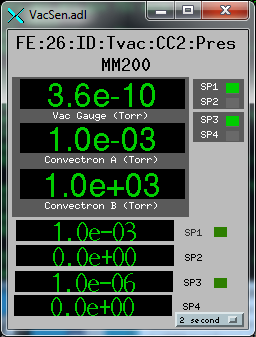 VacSen.adl
FE:26:ID:Tvac:CC2:Pres
MM200
3.6e-10
Vac Gauge (Torr)
1.0e-03
Convectron A (Torr)
1.0e+03
Convectron B (Torr)
SP1
SP2
SP3
SP4
1.0e-03 SP1
0.0e+00 SP2
1.0e-06 SP3
0.0e+00 SP4
2 second